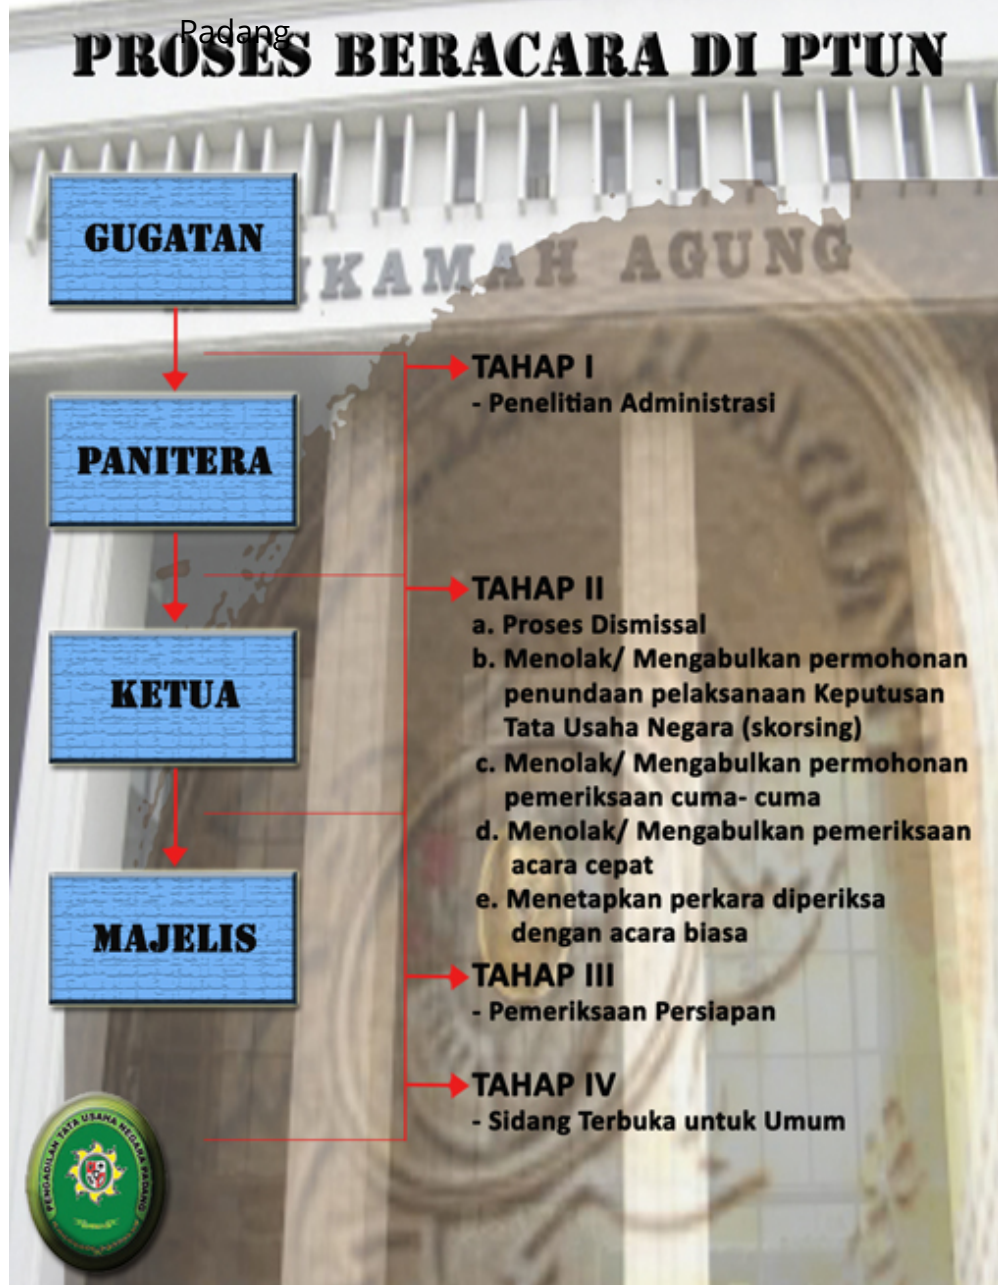 Padang
PROSES BERACARA DI PTUN
GUGATAN
KAMAH AGUNG
PANITERA
KETUA
MAJELIS
TAHAP I
- Penelitian Administrasi
TAHAP II
a. Proses Dismissal
b. Menolak/ Mengabulkan permohonan
penundaan pelaksanaan Keputusan
Tata Usaha Negara (skorsing)
c. Menolak/ Mengabulkan permohonan
pemeriksaan cuma- cuma
d. Menolak/ Mengabulkan pemeriksaan
acara cepat
e. Menetapkan perkara diperiksa
dengan acara biasa
TAHAP III
- Pemeriksaan Persiapan
TAHAP IV
- Sidang Terbuka untuk Umum
PENGADILAN TATA USAHA NEGARA PADANG